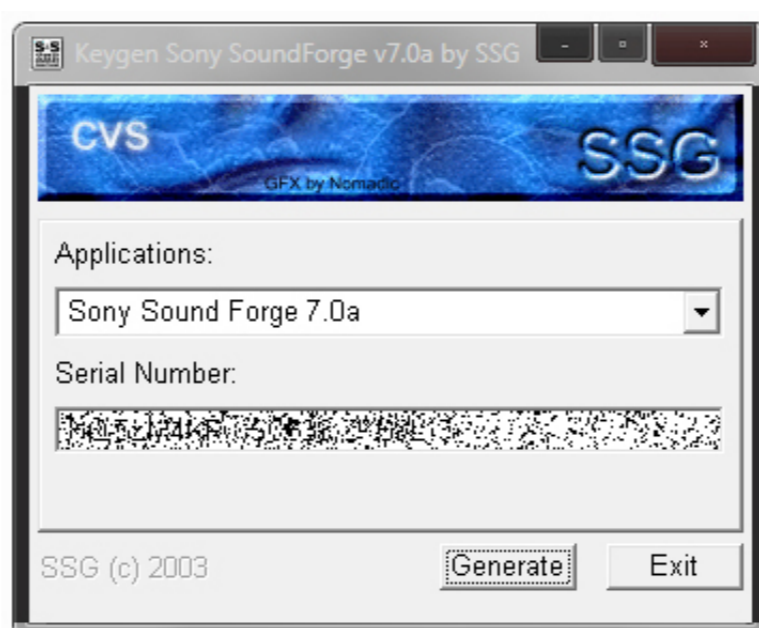 Keygen Sony SoundForge v7.0a by SSG
CVS
SSG
GFX by Nomadic
Applications:
Sony Sound Forge 7.0a
Serial Number:
SSG (c) 2003
Generate
Exit